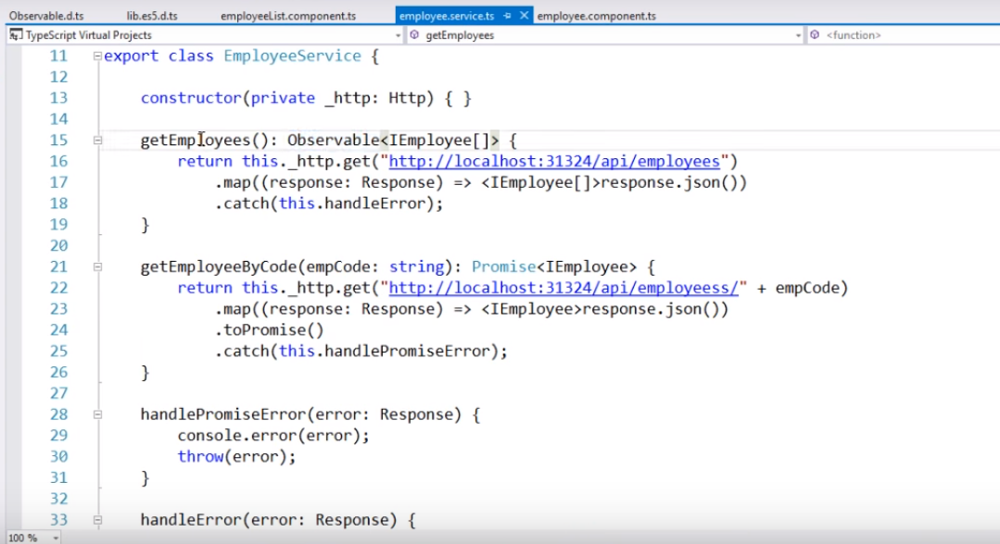 Observable.d.ts lib.es5.d.ts employeeList.component.ts employee.service.ts employee.component.ts
TypeScript Virtual Projects getEmployees <function>
11 export class EmployeeService {
12
13 constructor(private _http: Http) { }
14
15 getEmployees(): Observable<IEmployee[]> {
16 return this._http.get("http://localhost:31324/api/employees")
17 .map((response: Response) => <IEmployee[]>response.json())
18 .catch(this.handleError);
19 }
20
21 getEmployeeByCode(empCode: string): Promise<IEmployee> {
22 return this._http.get("http://localhost:31324/api/employeess/" + empCode)
23 .map((response: Response) => <IEmployee>response.json())
24 .toPromise()
25 .catch(this.handlePromiseError);
26 }
27
28 handlePromiseError(error: Response) {
29 console.error(error);
30 throw(error);
31 }
32
33 handleError(error: Response) {
100 %